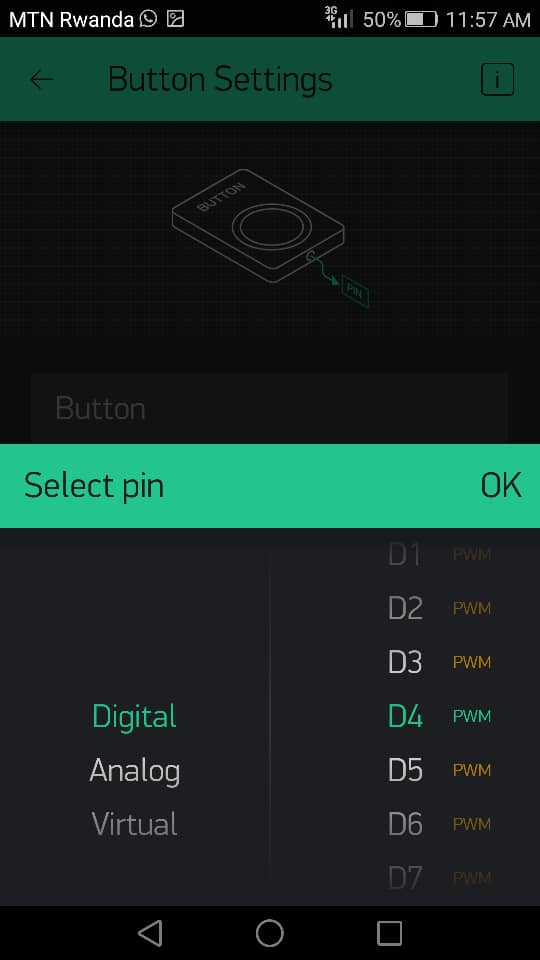 MTN Rwanda 3G 50% 11:57 AM
Button Settings i
BUTTON
PIN
Button
Select pin OK
D1 PWM
D2 PWM
D3 PWM
Digital D4 PWM
Analog D5 PWM
Virtual D6 PWM
D7 PWM